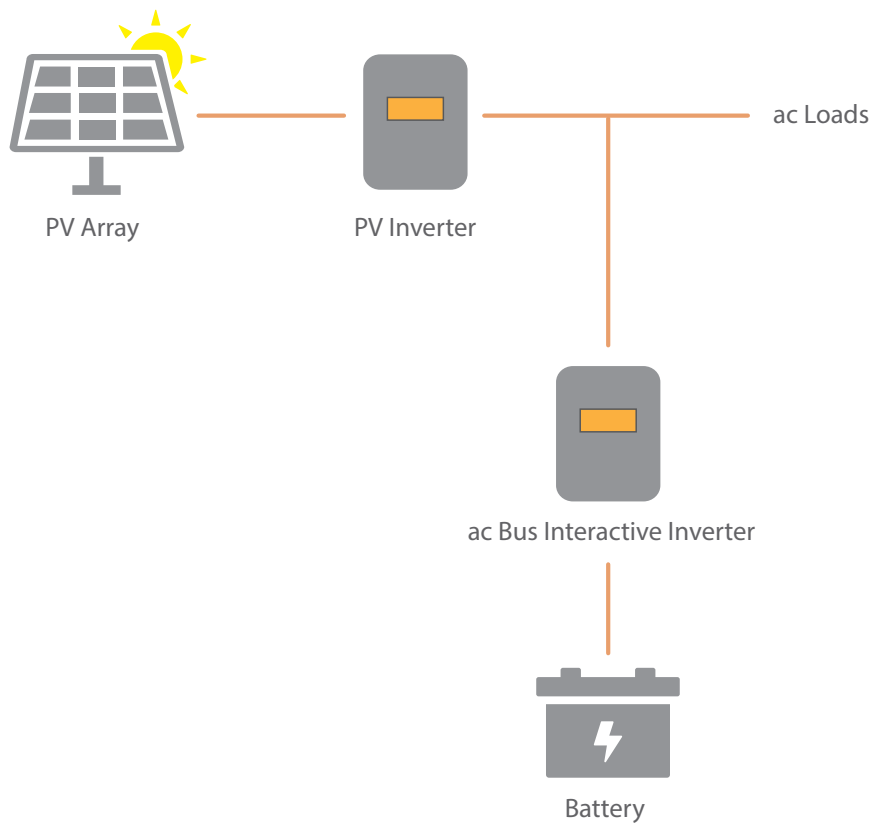 ac Loads
PV Array
PV Inverter
ac Bus Interactive Inverter
Battery